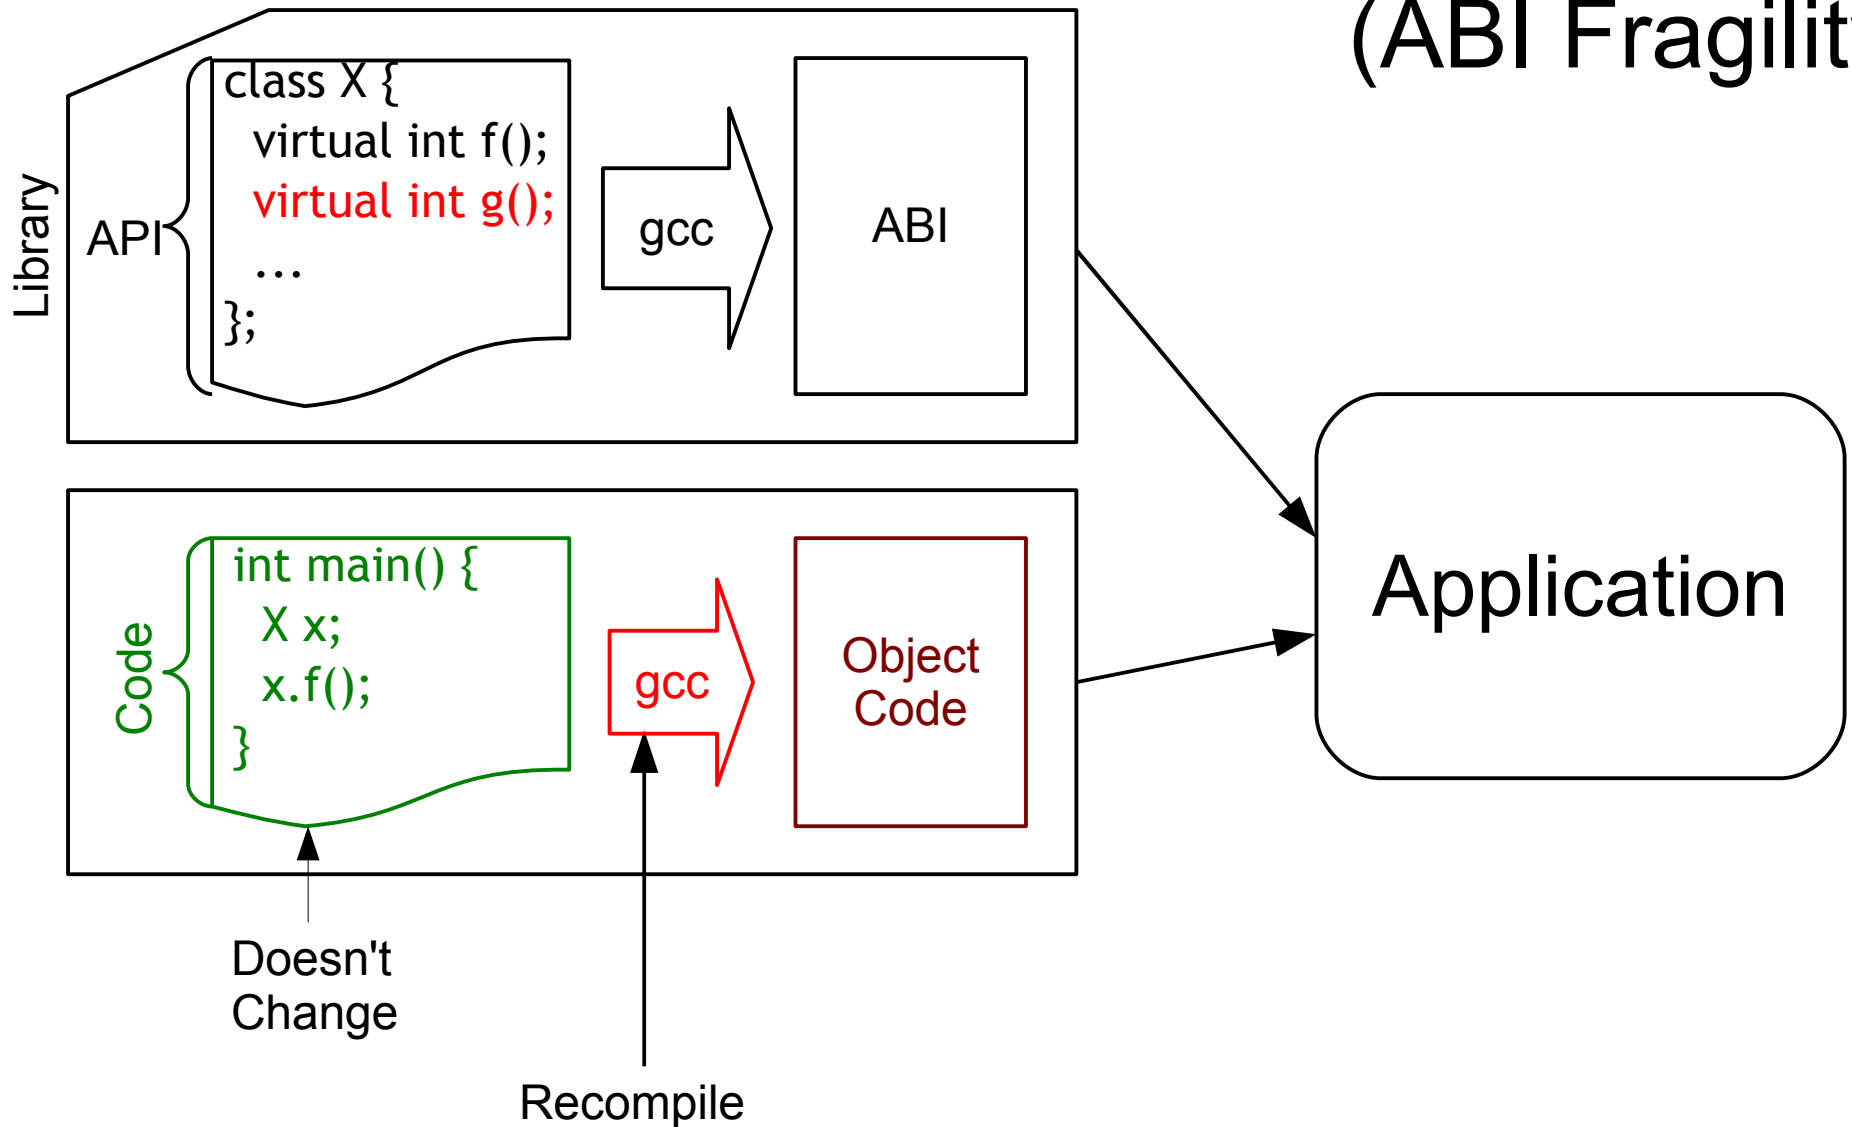 (ABI Fragilit
Library
API
class X {
virtual int f();
virtual int g();
...
};
gcc
ABI
Code
int main() {
X x;
x.f();
}
gcc
Object
Code
Application
Doesn't
Change
Recompile